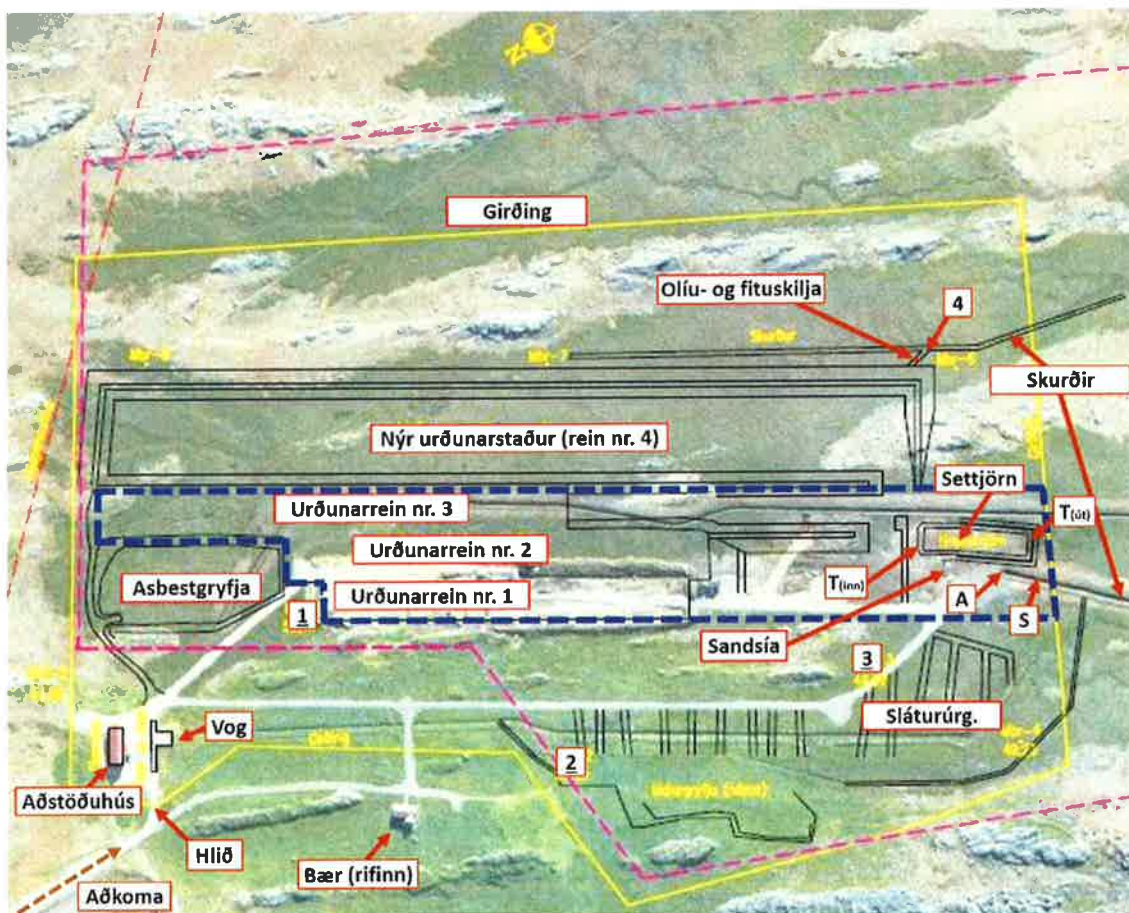 N
Girðing
Olíu- og fituskilja
4
Skurður
Skurðir
Nýr urðunarstaður (rein nr. 4)
Settjörn
Urðunarrein nr. 3
T(út)
Urðunarrein nr. 2
Asbestgryfja
T(inn)
Urðunarrein nr. 1
A
S
1
Sandsía
3
Vog
Sláturúrg.
2
Aðstöðuhús
Hlið
Bær (rifinn)
Aðkoma